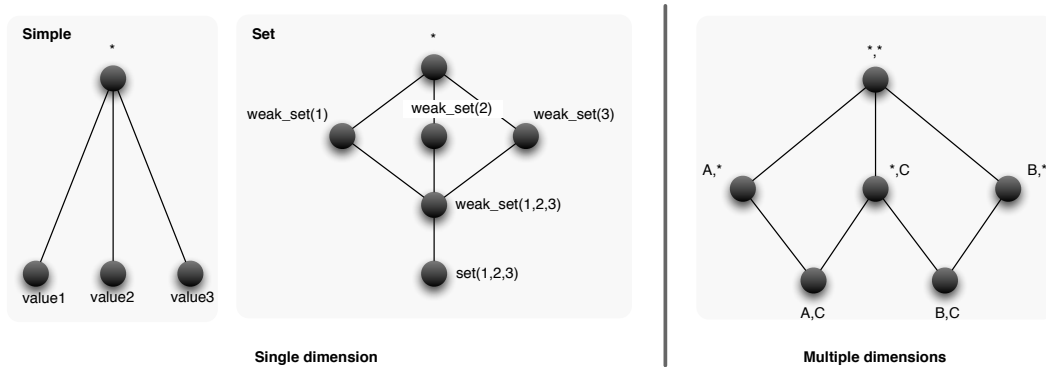 Simple
*
value1
value2
value3
Set
*
weak_set(1)
weak_set(2)
weak_set(3)
weak_set(1,2,3)
set(1,2,3)
Single dimension
*,*
A,*
*,C
B,*
A,C
B,C
Multiple dimensions